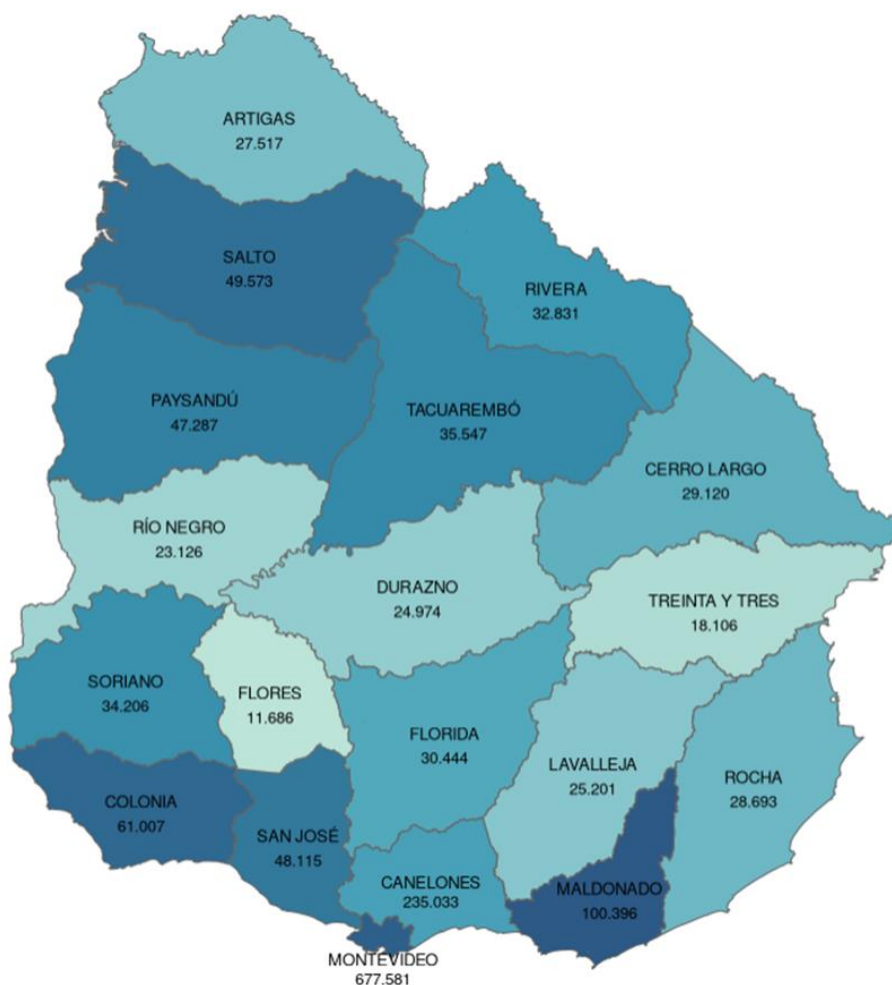 ARTIGAS
27.517
SALTO
49.573
RIVERA
32.831
PAYSANDÚ
47.287
TACUAREMBÓ
35.547
CERRO LARGO
29.120
RÍO NEGRO
23.126
DURAZNO
24.974
TREINTA Y TRES
18.106
SORIANO
34.206
FLORES
11.686
FLORIDA
30.444
LAVALLEJA
25.201
ROCHA
28.693
COLONIA
61.007
SAN JOSÉ
48.115
CANELONES
235.033
MALDONADO
100.396
MONTEVIDEO
677.581